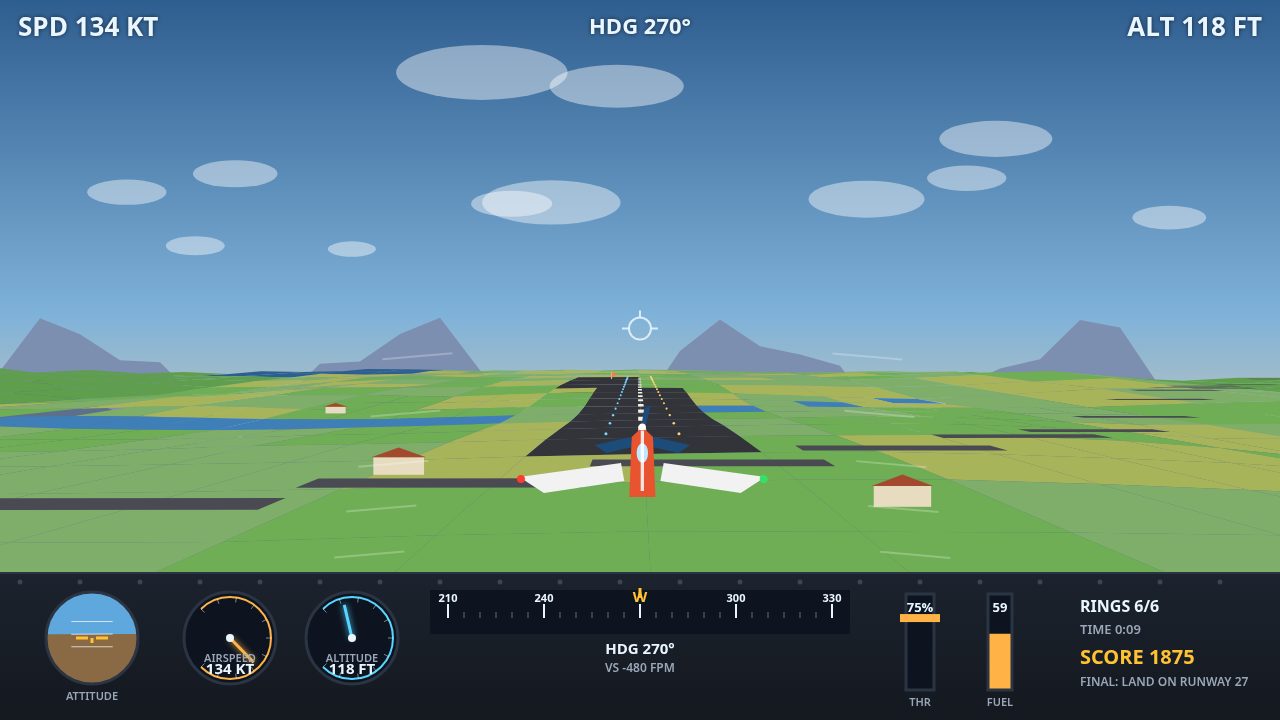 SPD 134 KT
HDG 270°
ALT 118 FT
210
240
W
300
330
75%
59
RINGS 6/6
TIME 0:09
AIRSPEED
134 KT
ALTITUDE
118 FT
HDG 270°
VS -480 FPM
SCORE 1875
FINAL: LAND ON RUNWAY 27
ATTITUDE
THR
FUEL